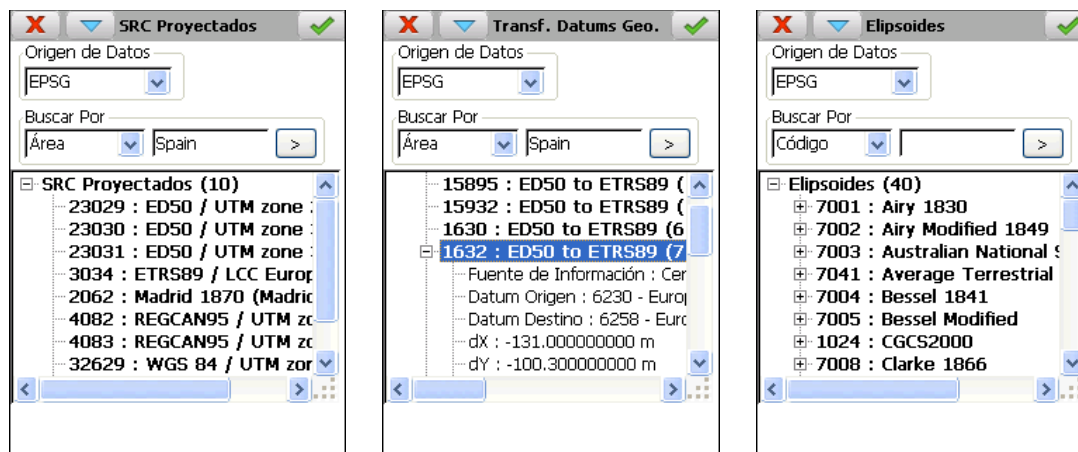 SRC Proyectados
Origen de Datos
EPSG
Buscar Por
Área Spain >
SRC Proyectados (10)
23029 : ED50 / UTM zone
23030 : ED50 / UTM zone
23031 : ED50 / UTM zone
3034 : ETRS89 / LCC Europ
2062 : Madrid 1870 (Madric
4082 : REGCAN95 / UTM zo
4083 : REGCAN95 / UTM zo
32629 : WGS 84 / UTM zor
Transf. Datums Geo.
Origen de Datos
EPSG
Buscar Por
Área Spain >
15895 : ED50 to ETRS89 (
15932 : ED50 to ETRS89 (
1630 : ED50 to ETRS89 (6
1632 : ED50 to ETRS89 (7
Fuente de Información : Cer
Datum Origen : 6230 - Europ
Datum Destino : 6258 - Euro
dX : -131.000000000 m
dY : -100.300000000 m
Elipsoides
Origen de Datos
EPSG
Buscar Por
Código >
Elipsoides (40)
7001 : Airy 1830
7002 : Airy Modified 1849
7003 : Australian National S
7041 : Average Terrestrial
7004 : Bessel 1841
7005 : Bessel Modified
1024 : CGCS2000
7008 : Clarke 1866